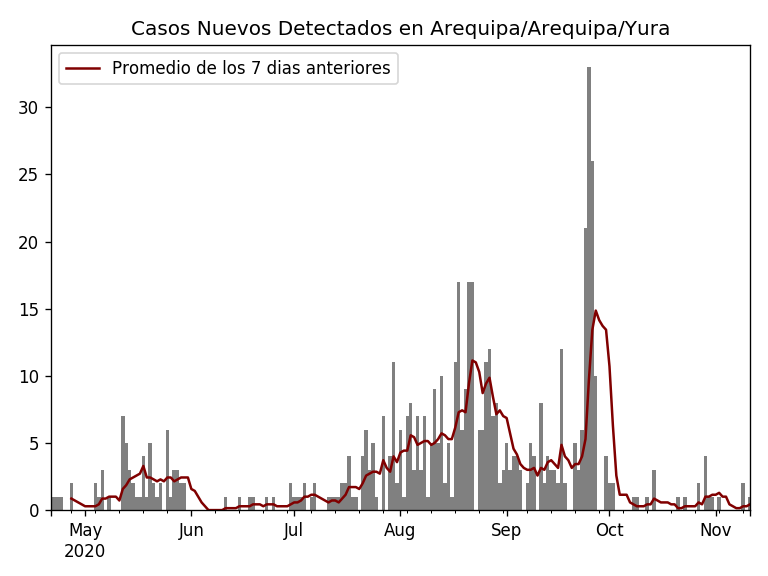 Casos Nuevos Detectados en Arequipa/Arequipa/Yura
Promedio de los 7 dias anteriores
30
25
20
15
10
5
0
May Jun Jul Aug Sep Oct Nov
2020